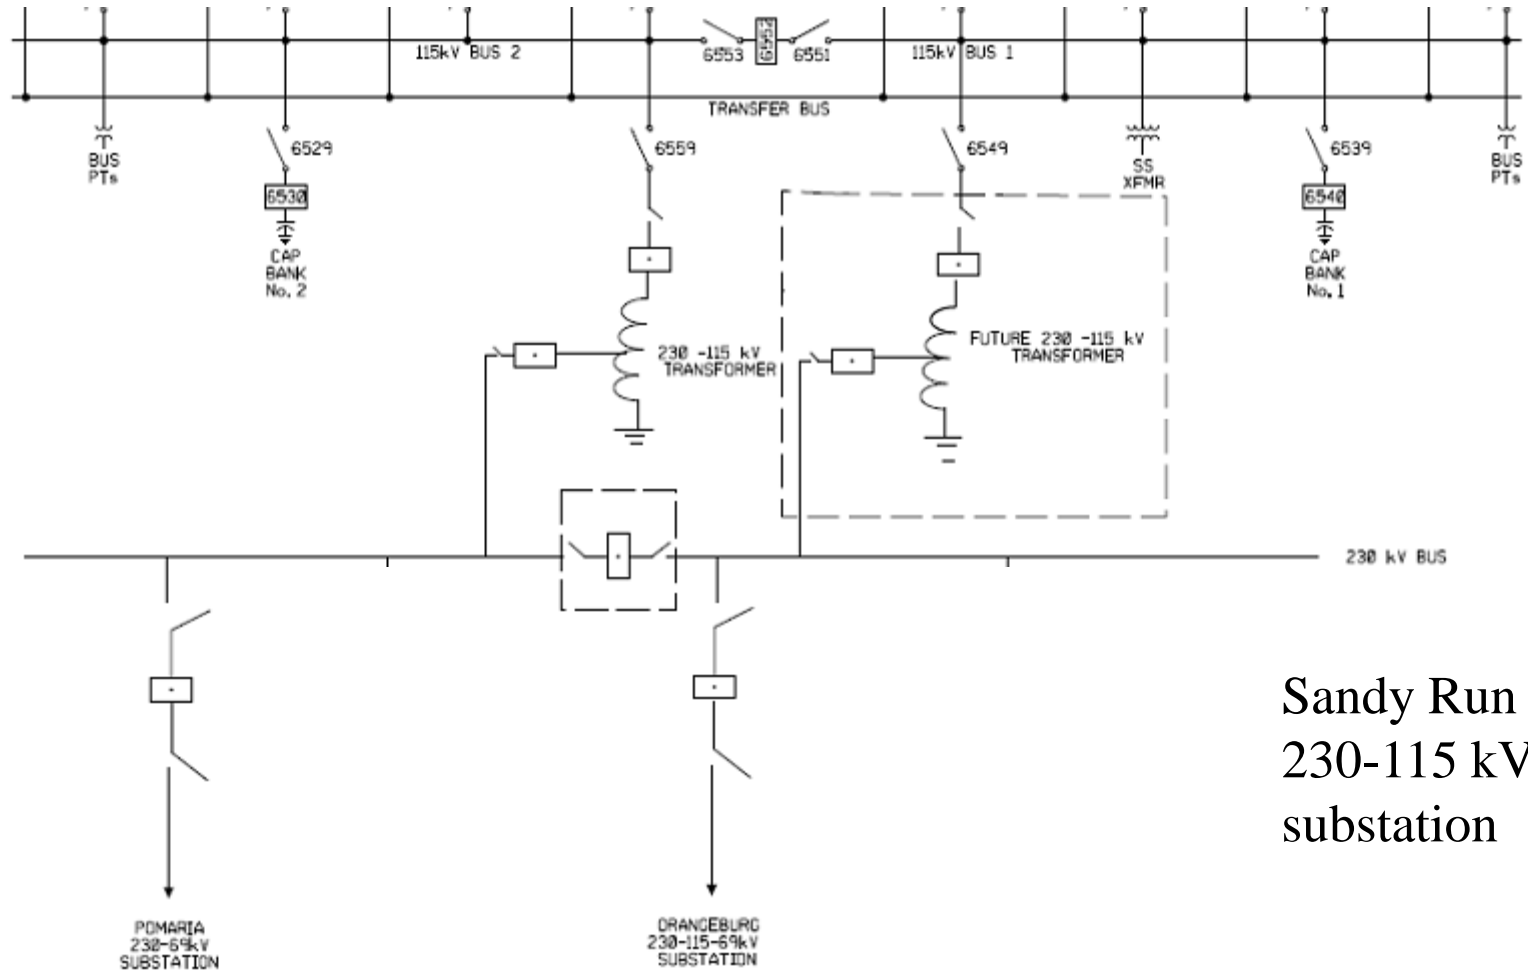 6553
6552
6551
115kV BUS 2
115kV BUS 1
TRANSFER BUS
BUS
PTs
6529
6530
CAP
BANK
No. 2
6559
6549
SS
XFMR
6539
6540
CAP
BANK
No. 1
BUS
PTs
230 -115 kV
TRANSFORMER
FUTURE 230 -115 kV
TRANSFORMER
230 kV BUS
Sandy Run
230-115 kV
substation
POMARIA
230-69kV
SUBSTATION
ORANGEBURG
230-115-69kV
SUBSTATION